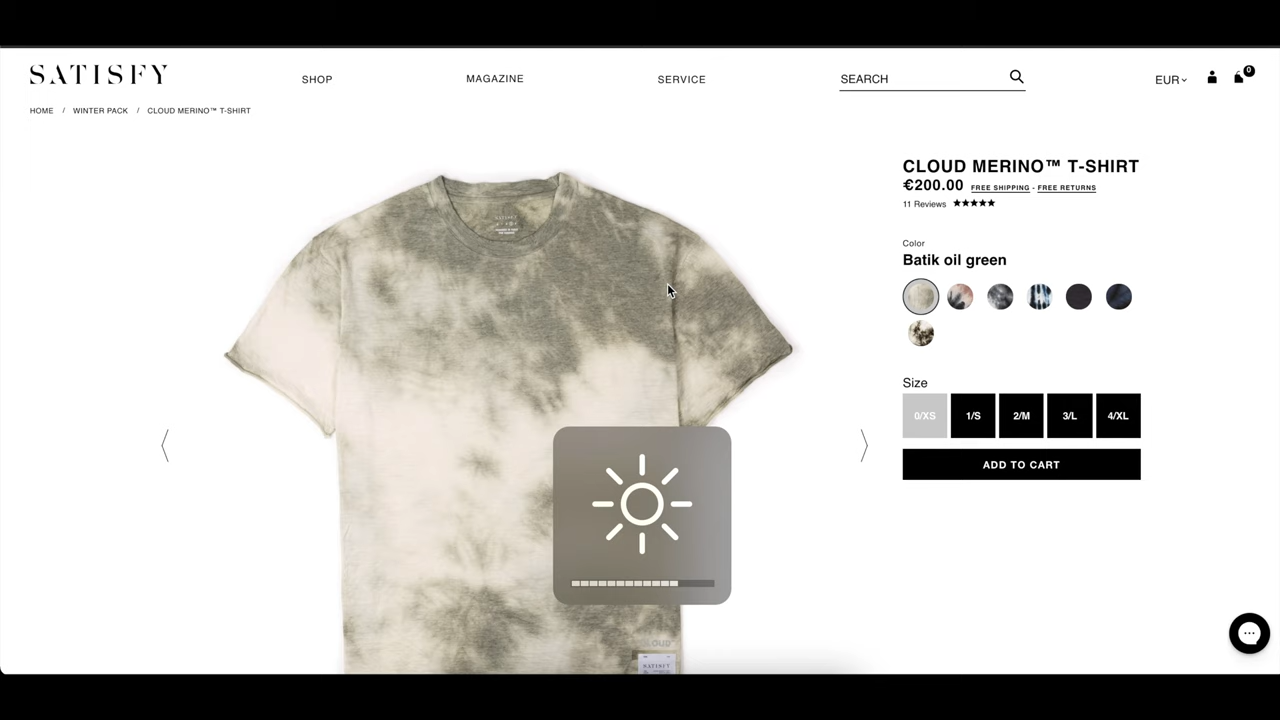 SATISFY
SHOP
MAGAZINE
SERVICE
SEARCH
EUR
0
HOME / WINTER PACK / CLOUD MERINO™ T-SHIRT
CLOUD MERINO™ T-SHIRT
€200.00 FREE SHIPPING - FREE RETURNS
11 Reviews ★★★★★
Color
Batik oil green
Size
0/XS 1/S 2/M 3/L 4/XL
ADD TO CART
SATISFY
CLOUD™
SATISFY